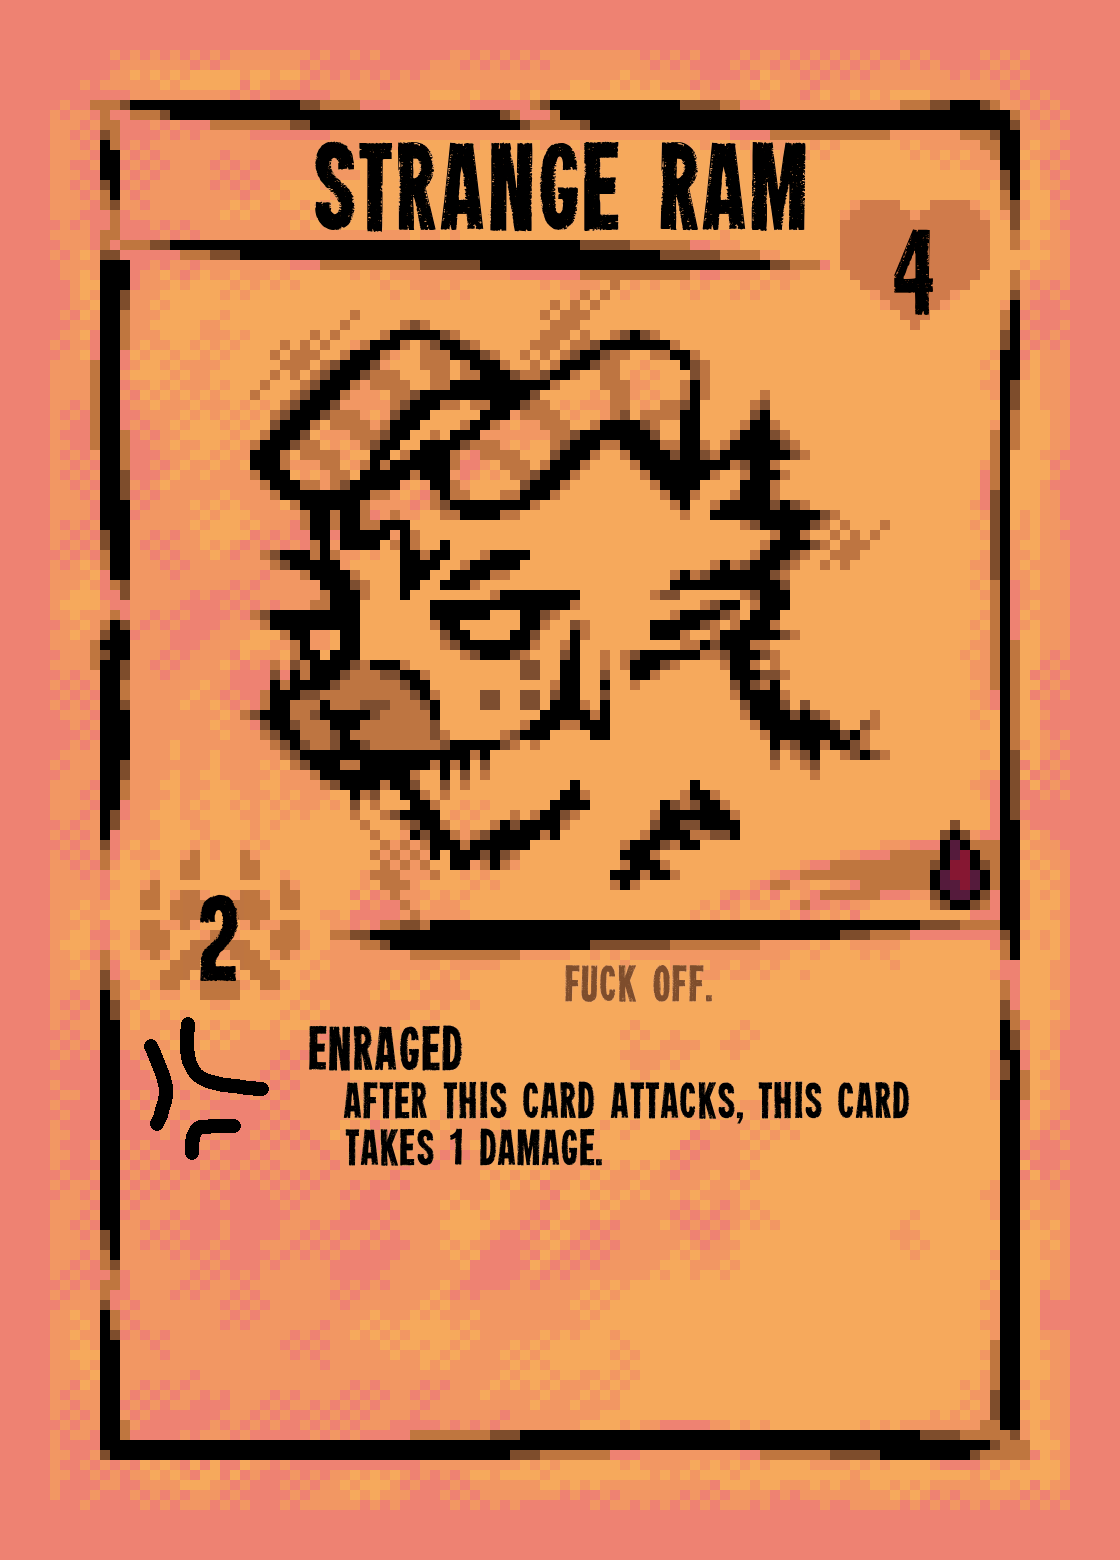 STRANGE RAM
4
2
FUCK OFF.
ENRAGED
AFTER THIS CARD ATTACKS, THIS CARD
TAKES 1 DAMAGE.